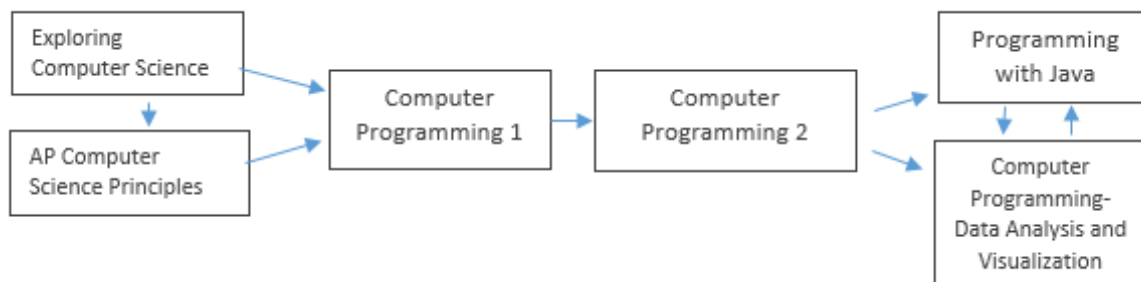 Exploring
Computer Science
AP Computer
Science Principles
Computer
Programming 1
Computer
Programming 2
Programming
with Java
Computer
Programming-
Data Analysis and
Visualization